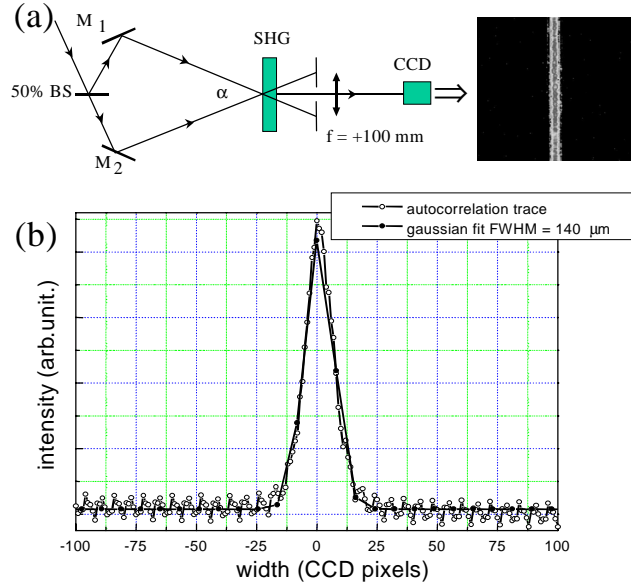 (a)
M 1
SHG
CCD
50% BS
α
M 2
f = +100 mm
(b)
autocorrelation trace
gaussian fit FWHM = 140 µm
intensity (arb.unit.)
-100 -75 -50 -25 0 25 50 75 100
width (CCD pixels)